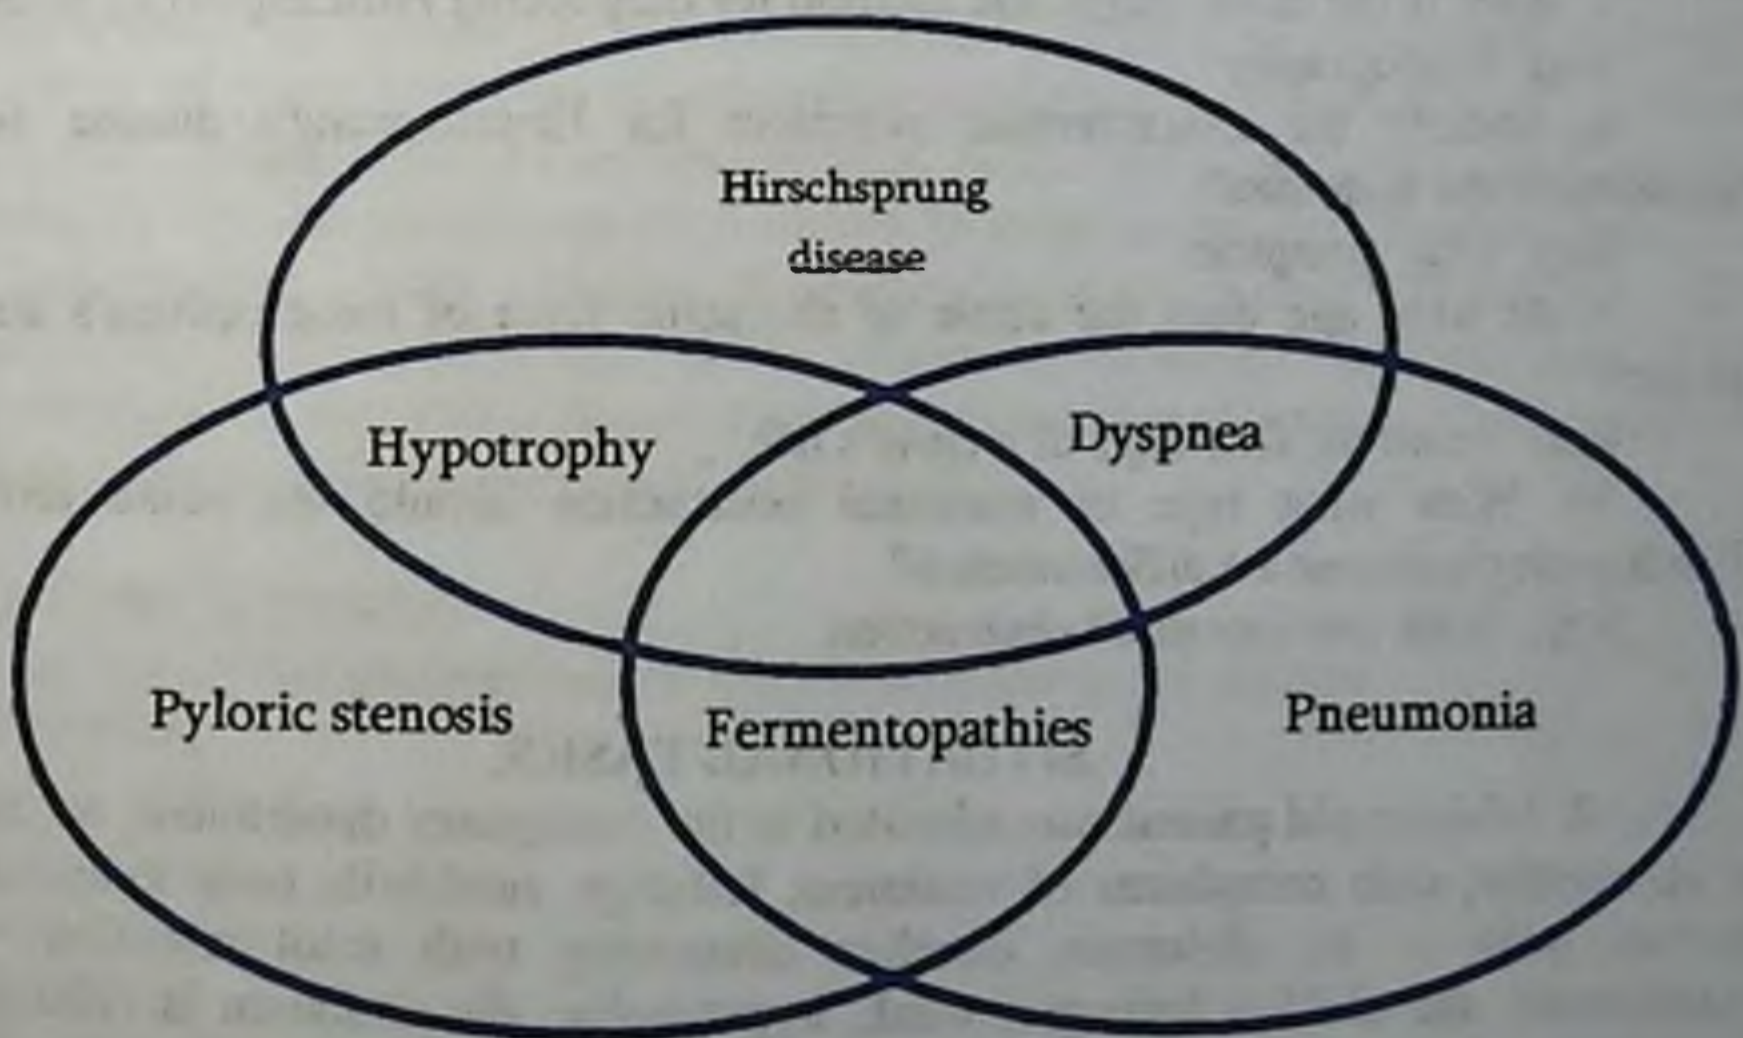 Hirschsprung
disease
Hypotrophy
Dyspnea
Pyloric stenosis
Fermentopathies
Pneumonia